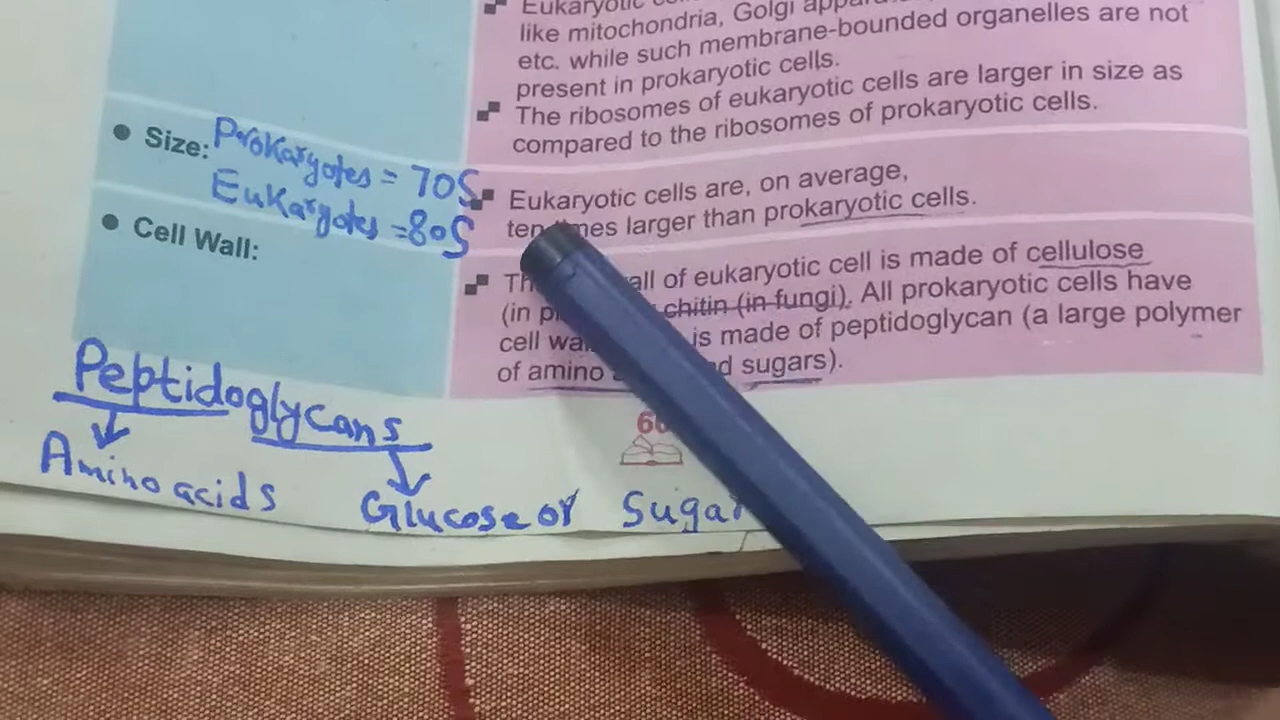 Eukaryotic
like mitochondria, Golgi
etc. while such membrane-bounded organelles are not
present in prokaryotic cells.
The ribosomes of eukaryotic cells are larger in size as
compared to the ribosomes of prokaryotic cells.
• Size:
Prokaryotes = 70S
Eukaryotes = 80S
Eukaryotic cells are, on average,
larger than prokaryotic cells.
• Cell Wall:
of eukaryotic cell is made of cellulose
(in chitin (in fungi). All prokaryotic cells have
cell is made of peptidoglycan (a large polymer
of amino sugars).
Peptidoglycans
Amino acids
Glucose or Sugar